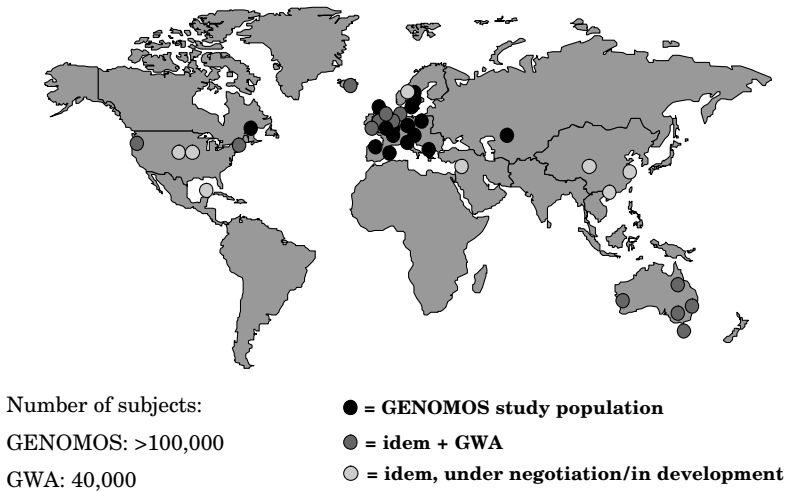 Number of subjects:
GENOMOS: >100,000
GWA: 40,000
= GENOMOS study population
= idem + GWA
= idem, under negotiation/in development